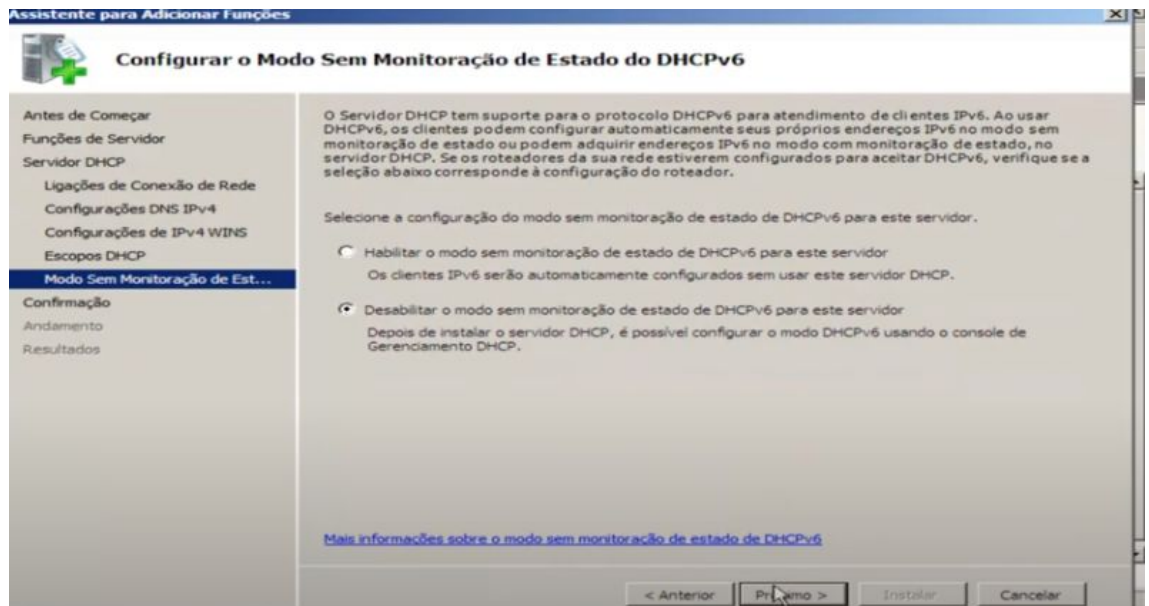 Assistente para Adicionar Funções
Configurar o Modo Sem Monitoração de Estado do DHCPv6
Antes de Começar
Funções de Servidor
Servidor DHCP
Ligações de Conexão de Rede
Configurações DNS IPv4
Configurações de IPv4 WINS
Escopos DHCP
Modo Sem Monitoração de Est...
Confirmação
Andamento
Resultados
O Servidor DHCP tem suporte para o protocolo DHCPv6 para atendimento de clientes IPv6. Ao usar
DHCPv6, os clientes podem configurar automaticamente seus próprios endereços IPv6 no modo sem
monitoração de estado ou podem adquirir endereços IPv6 no modo com monitoração de estado, no
servidor DHCP. Se os roteadores da sua rede estiverem configurados para aceitar DHCPv6, verifique se a
seleção abaixo corresponde à configuração do roteador.
Selecione a configuração do modo sem monitoração de estado de DHCPv6 para este servidor.
Habilitar o modo sem monitoração de estado de DHCPv6 para este servidor
Os clientes IPv6 serão automaticamente configurados sem usar este servidor DHCP.
Desabilitar o modo sem monitoração de estado de DHCPv6 para este servidor
Depois de instalar o servidor DHCP, é possível configurar o modo DHCPv6 usando o console de
Gerenciamento DHCP.
Mais informações sobre o modo sem monitoração de estado de DHCPv6
< Anterior
Próximo >
Instalar
Cancelar